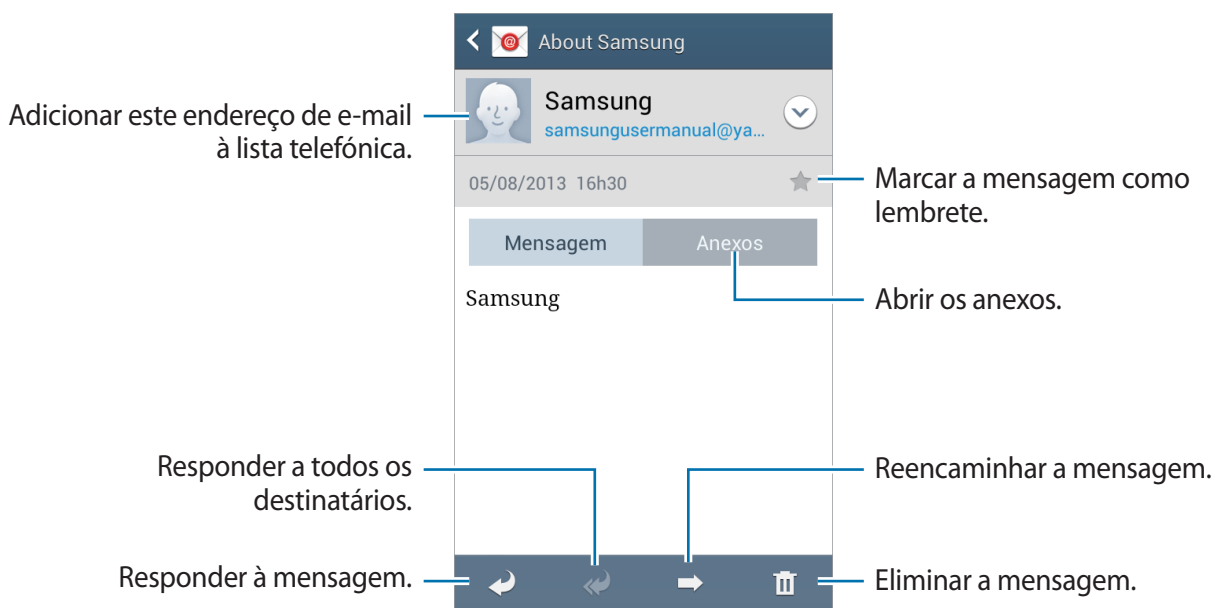 About Samsung
Adicionar este endereço de e-mail
à lista telefónica.
Samsung
samsungusermanual@ya...
05/08/2013 16h30
Marcar a mensagem como
lembrete.
Mensagem
Anexos
Samsung
Abrir os anexos.
Responder a todos os
destinatários.
Reencaminhar a mensagem.
Responder à mensagem.
Eliminar a mensagem.